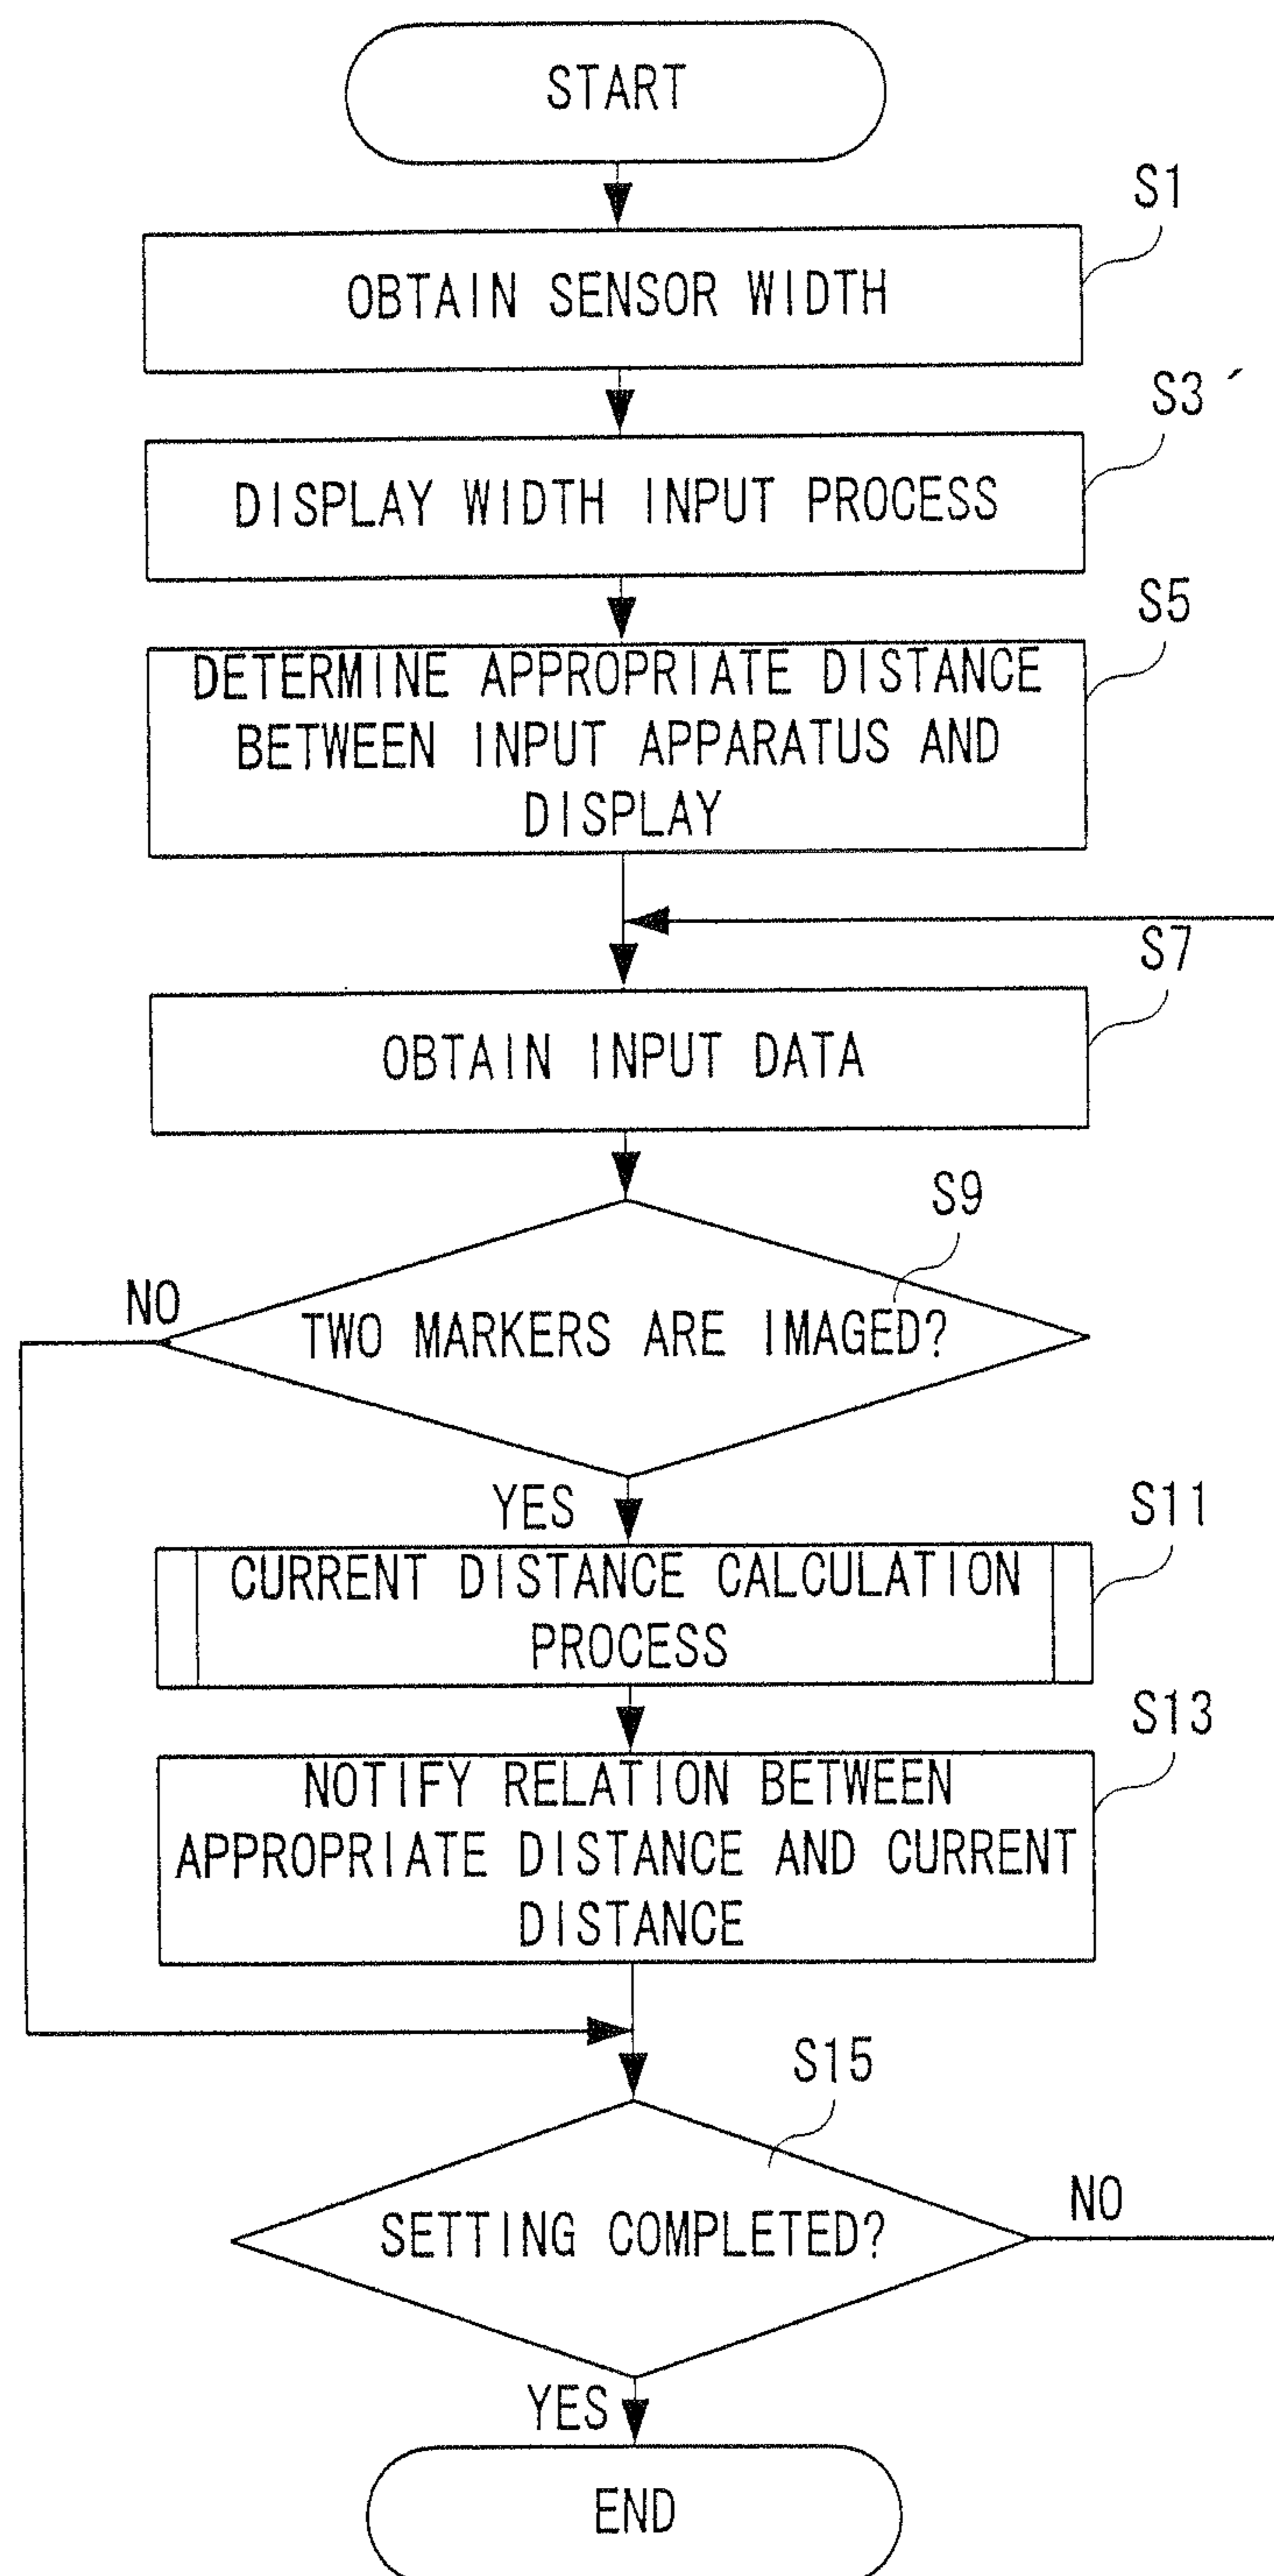 START
S1
OBTAIN SENSOR WIDTH
S3´
DISPLAY WIDTH INPUT PROCESS
S5
DETERMINE APPROPRIATE DISTANCE
BETWEEN INPUT APPARATUS AND
DISPLAY
S7
OBTAIN INPUT DATA
S9
NO
TWO MARKERS ARE IMAGED?
YES
S11
CURRENT DISTANCE CALCULATION
PROCESS
S13
NOTIFY RELATION BETWEEN
APPROPRIATE DISTANCE AND CURRENT
DISTANCE
S15
NO
SETTING COMPLETED?
YES
END